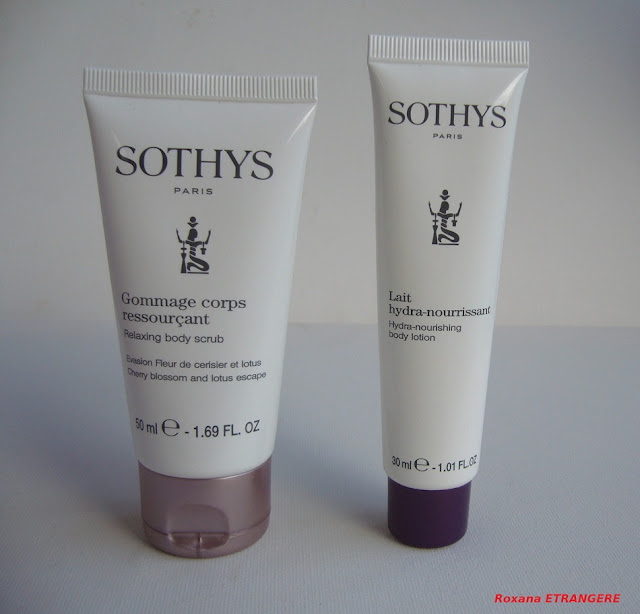 SOTHYS
PARIS
Gommage corps
ressourçant
Relaxing body scrub
Evasion Fleur de cerisier et lotus
Cherry blossom and lotus escape
50 ml ℮ - 1.69 FL. OZ
SOTHYS
PARIS
Lait
hydra-nourrissant
Hydra-nourishing
body lotion
30 ml ℮ - 1.01 FL.OZ
Roxana ETRANGERE